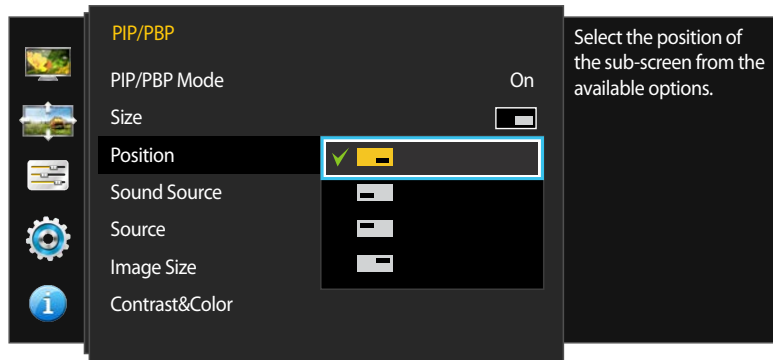 PIP/PBP
PIP/PBP Mode On
Size
Position
Sound Source
Source
Image Size
Contrast&Color
Select the position of
the sub-screen from the
available options.
i